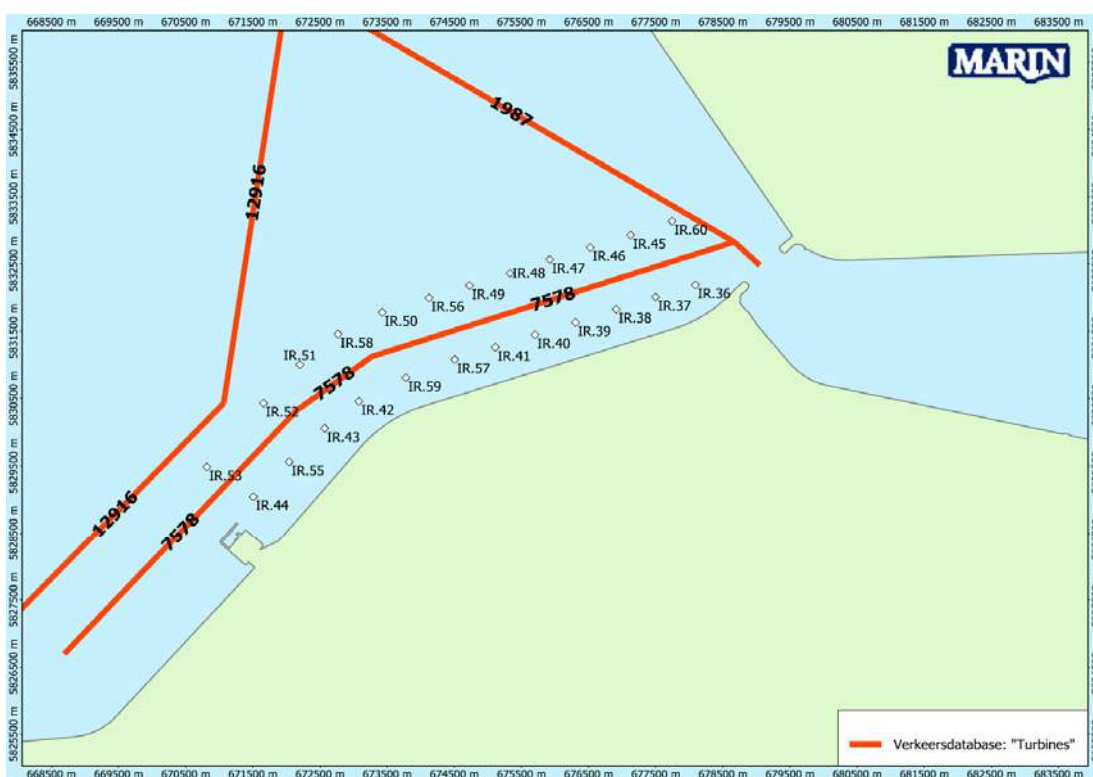 668500 m 669500 m 670500 m 671500 m 672500 m 673500 m 674500 m 675500 m 676500 m 677500 m 678500 m 679500 m 680500 m 681500 m 682500 m 683500 m
MARIN
5835500 m
5834500 m
5833500 m
5832500 m
5831500 m
5830500 m
5829500 m
5828500 m
5827500 m
5826500 m
5825500 m
1987
12916
IR.60
IR.45
IR.46
IR.47
IR.48
IR.49
IR.36
IR.56
7578
IR.37
IR.50
IR.38
IR.39
IR.58
IR.40
IR.41
IR.51
IR.57
7578
IR.59
IR.52
IR.42
IR.43
IR.53
IR.55
IR.44
12916
7578
Verkeersdatabase: "Turbines"
668500 m 669500 m 670500 m 671500 m 672500 m 673500 m 674500 m 675500 m 676500 m 677500 m 678500 m 679500 m 680500 m 681500 m 682500 m 683500 m